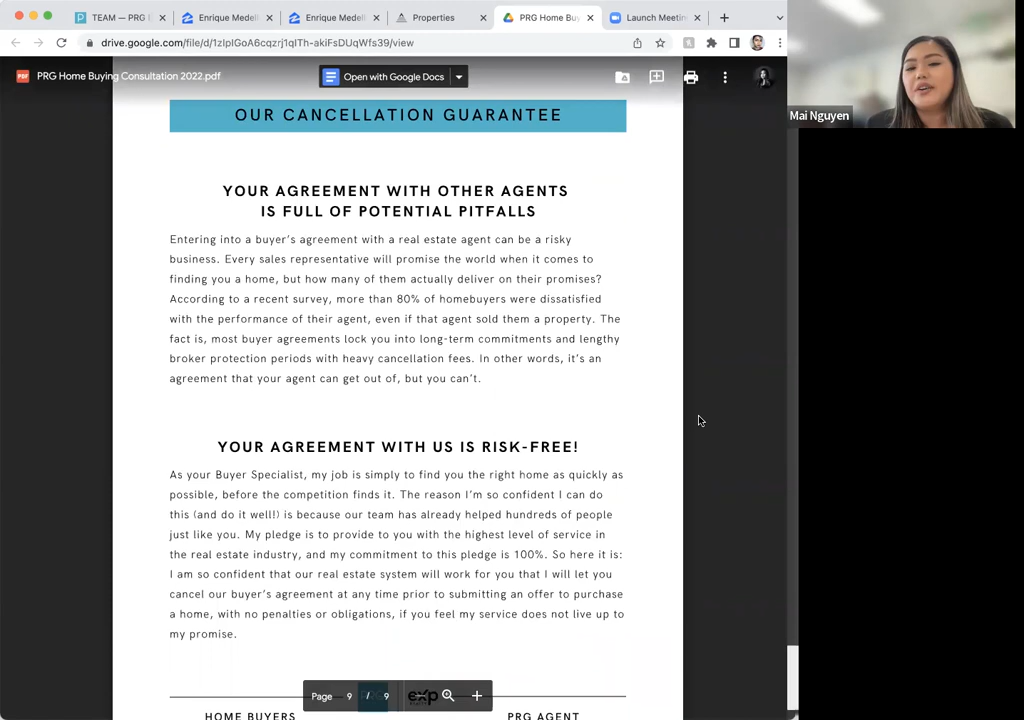 TEAM — PRG
Enrique Medell
Enrique Medell
Properties
PRG Home Buy
Launch Meetin
drive.google.com/file/d/1zIpIGoA6cqzrj1qITh-akiFsDUqWfs39/view
PDF
PRG Home Buying Consultation 2022.pdf
Open with Google Docs
Mai Nguyen
OUR CANCELLATION GUARANTEE
YOUR AGREEMENT WITH OTHER AGENTS
IS FULL OF POTENTIAL PITFALLS
Entering into a buyer's agreement with a real estate agent can be a risky
business. Every sales representative will promise the world when it comes to
finding you a home, but how many of them actually deliver on their promises?
According to a recent survey, more than 80% of homebuyers were dissatisfied
with the performance of their agent, even if that agent sold them a property. The
fact is, most buyer agreements lock you into long-term commitments and lengthy
broker protection periods with heavy cancellation fees. In other words, it's an
agreement that your agent can get out of, but you can't.
YOUR AGREEMENT WITH US IS RISK-FREE!
As your Buyer Specialist, my job is simply to find you the right home as quickly as
possible, before the competition finds it. The reason I'm so confident I can do
this (and do it well!) is because our team has already helped hundreds of people
just like you. My pledge is to provide to you with the highest level of service in
the real estate industry, and my commitment to this pledge is 100%. So here it is:
I am so confident that our real estate system will work for you that I will let you
cancel our buyer's agreement at any time prior to submitting an offer to purchase
a home, with no penalties or obligations, if you feel my service does not live up to
my promise.
Page 9 / 9
exp
HOME BUYERS
PRG AGENT